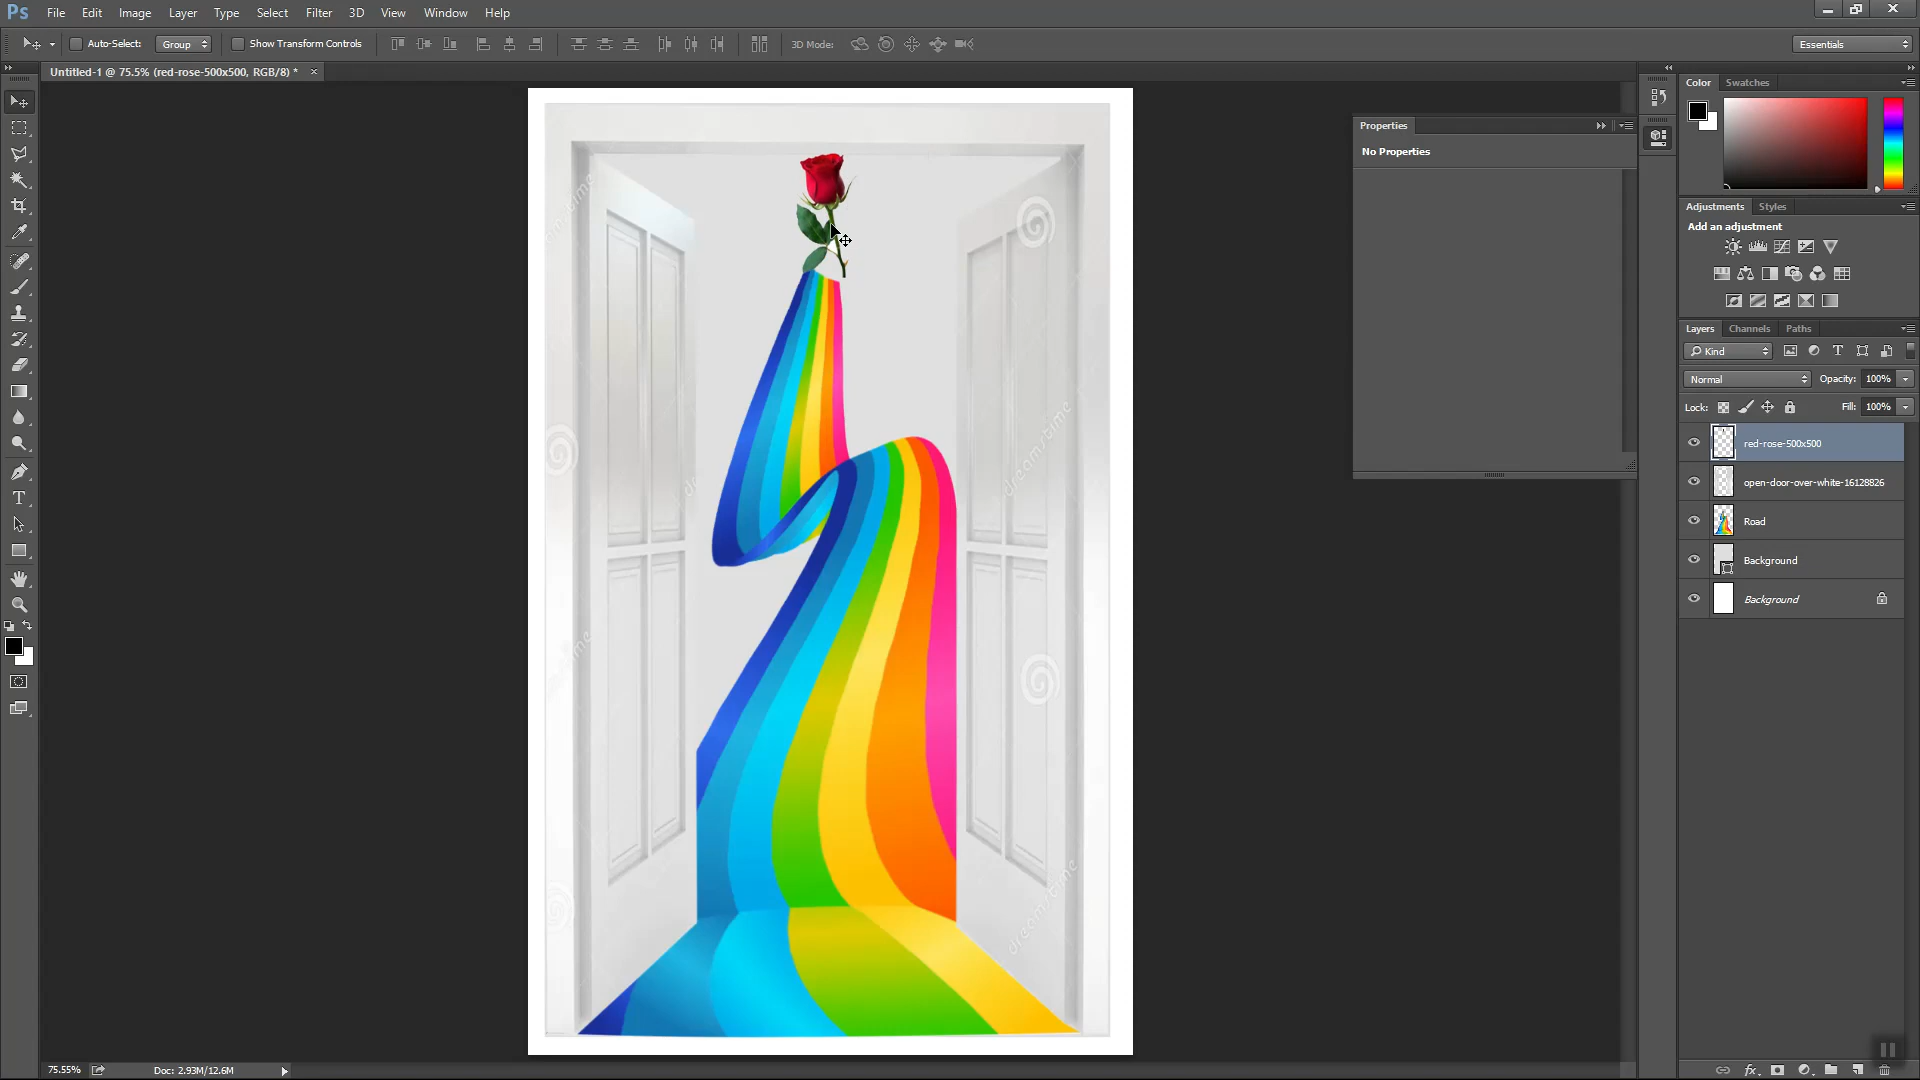 Ps File Edit Image Layer Type Select Filter 3D View Window Help
Auto-Select: Group Show Transform Controls 3D Mode: Essentials
Untitled-1 @ 75.5% (red-rose-500x500, RGB/8) * ×
Color Swatches
Properties
No Properties
Adjustments Styles
Add an adjustment
Layers Channels Paths
Kind
Normal Opacity: 100%
Lock: Fill: 100%
red-rose-500x500
open-door-over-white-16128826
Road
Background
Background
dreamstime
dreamstime
dreamstime
75.55% Doc: 2.93M/12.6M